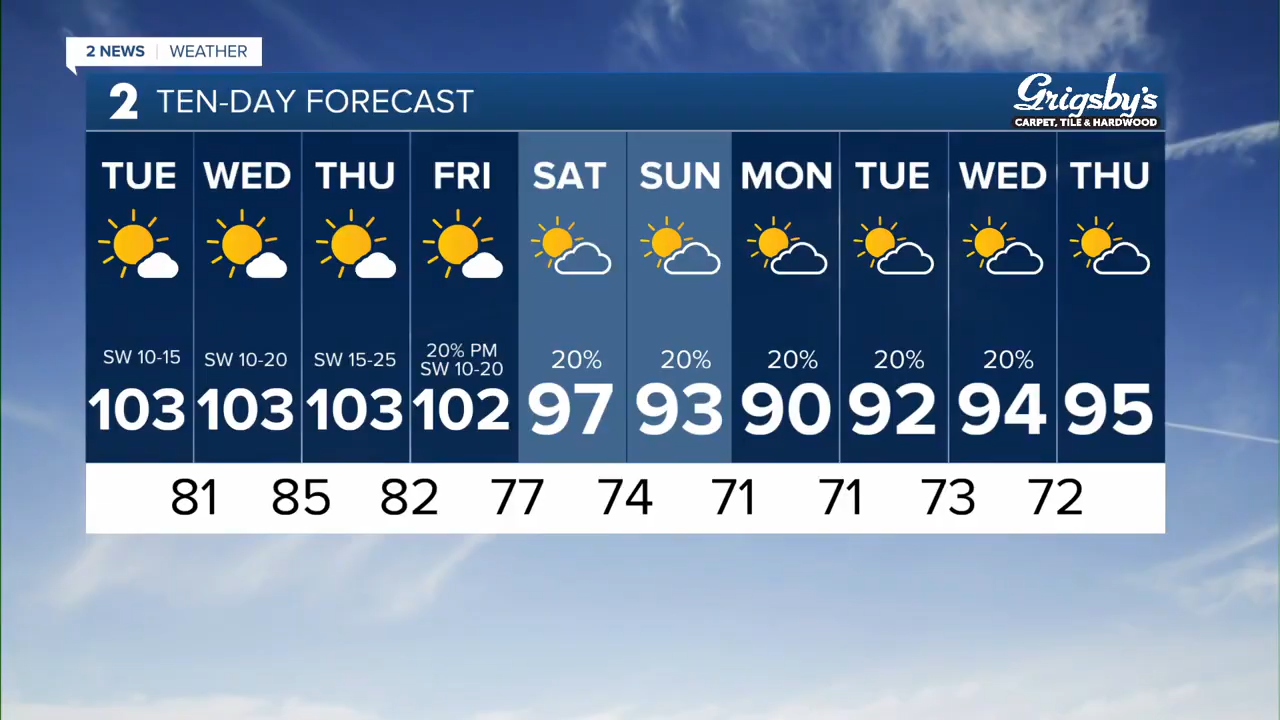 2 NEWS WEATHER
2 TEN-DAY FORECAST
Grigsby's
CARPET, TILE & HARDWOOD
TUE WED THU FRI SAT SUN MON TUE WED THU
SW 10-15 SW 10-20 SW 15-25 20% PM 20% 20% 20% 20% 20%
SW 10-20
103 103 103 102 97 93 90 92 94 95
81 85 82 77 74 71 71 73 72